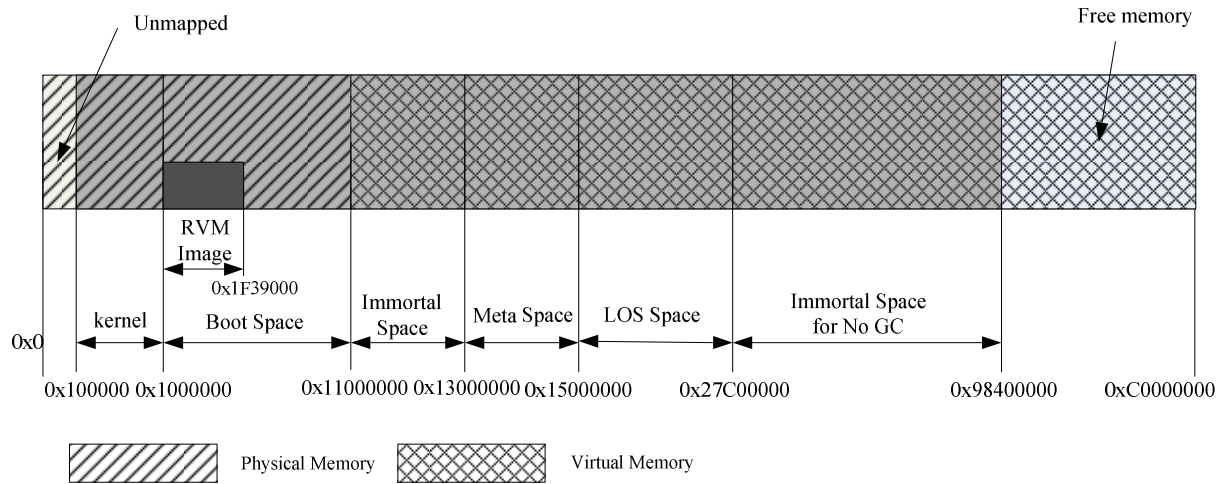 Unmapped
Free memory
RVM
Image
0x1F39000
kernel
Boot Space
Immortal
Space
Meta Space
LOS Space
Immortal Space
for No GC
0x0
0x100000
0x1000000
0x11000000
0x13000000
0x15000000
0x27C00000
0x98400000
0xC0000000
Physical Memory
Virtual Memory